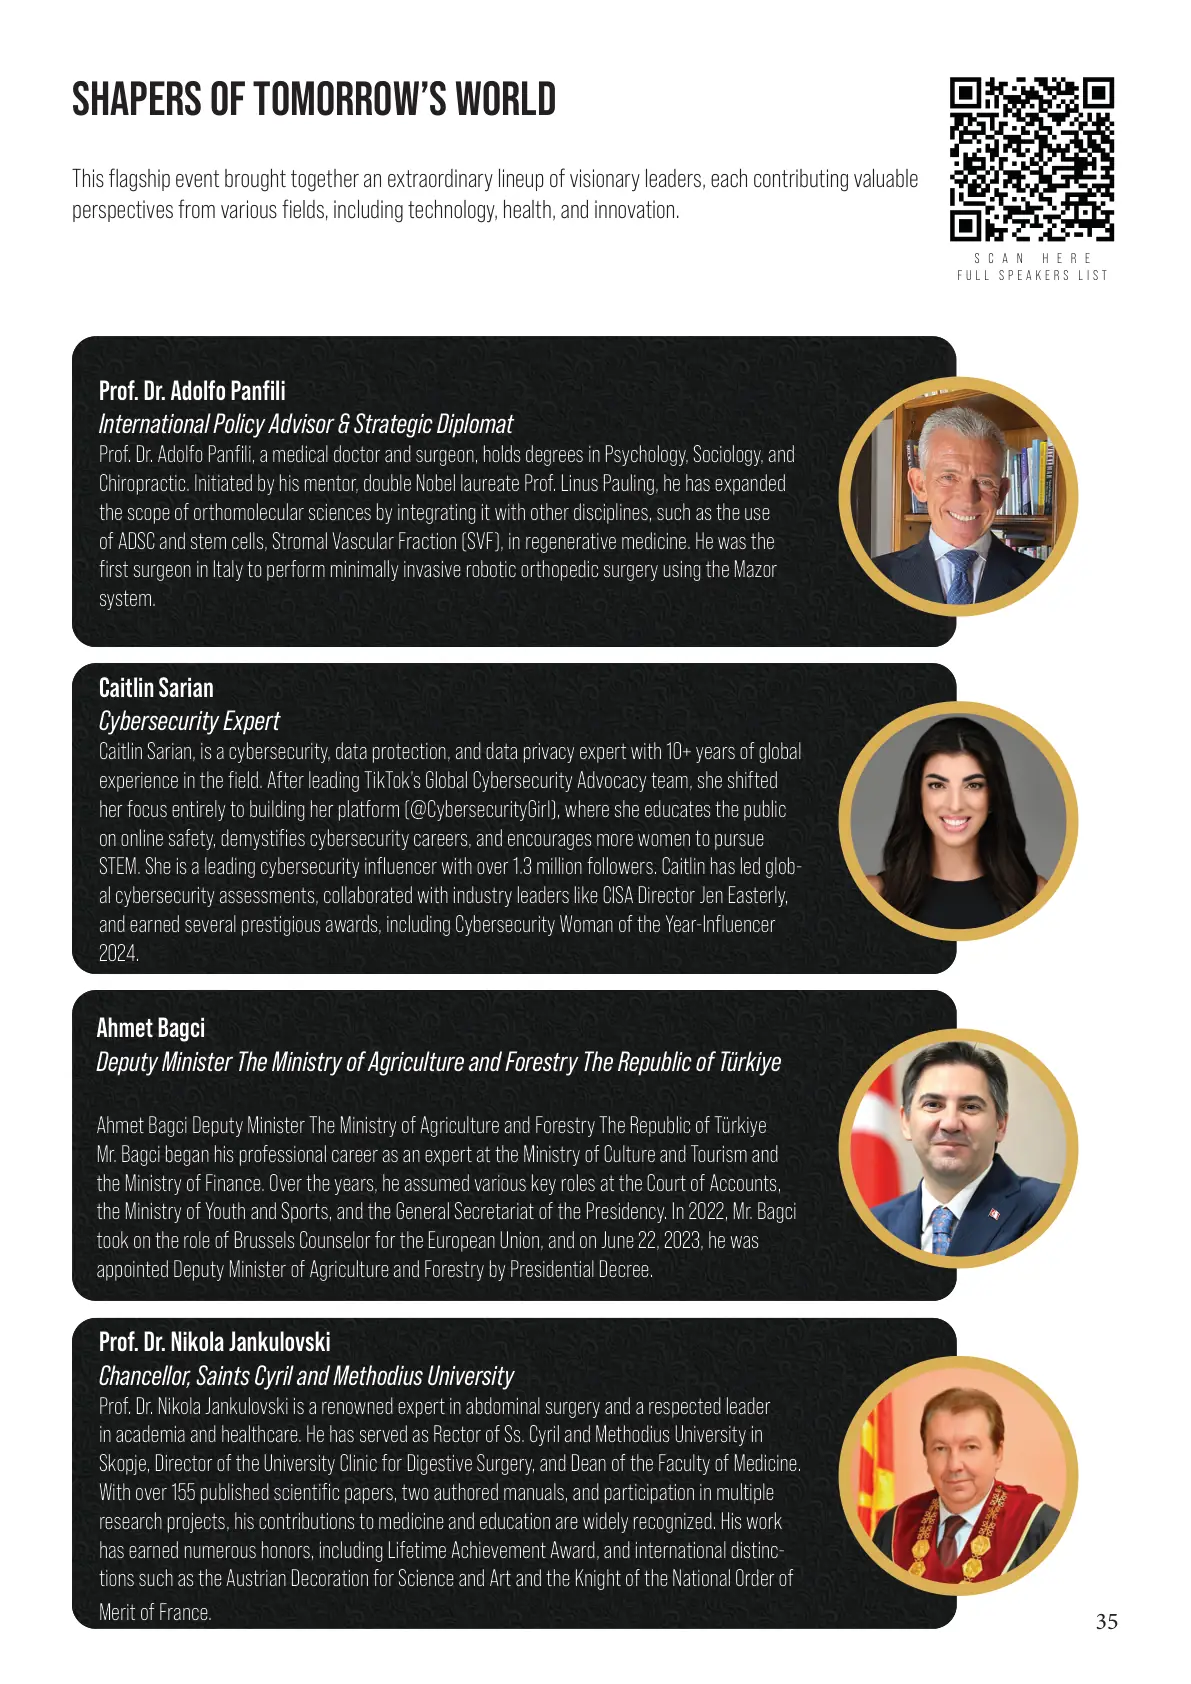 SHAPERS OF TOMORROW'S WORLD
This flagship event brought together an extraordinary lineup of visionary leaders, each contributing valuable
perspectives from various fields, including technology, health, and innovation.
SCAN HERE
FULL SPEAKERS LIST
Prof. Dr. Adolfo Panfili
International Policy Advisor & Strategic Diplomat
Prof. Dr. Adolfo Panfili, a medical doctor and surgeon, holds degrees in Psychology, Sociology, and
Chiropractic. Initiated by his mentor, double Nobel laureate Prof. Linus Pauling, he has expanded
the scope of orthomolecular sciences by integrating it with other disciplines, such as the use
of ADSC and stem cells, Stromal Vascular Fraction (SVF), in regenerative medicine. He was the
first surgeon in Italy to perform minimally invasive robotic orthopedic surgery using the Mazor
system.
Caitlin Sarian
Cybersecurity Expert
Caitlin Sarian, is a cybersecurity, data protection, and data privacy expert with 10+ years of global
experience in the field. After leading TikTok's Global Cybersecurity Advocacy team, she shifted
her focus entirely to building her platform (@CybersecurityGirl), where she educates the public
on online safety, demystifies cybersecurity careers, and encourages more women to pursue
STEM. She is a leading cybersecurity influencer with over 1.3 million followers. Caitlin has led glob-
al cybersecurity assessments, collaborated with industry leaders like CISA Director Jen Easterly,
and earned several prestigious awards, including Cybersecurity Woman of the Year-Influencer
2024.
Ahmet Bagci
Deputy Minister The Ministry of Agriculture and Forestry The Republic of Türkiye
Ahmet Bagci Deputy Minister The Ministry of Agriculture and Forestry The Republic of Türkiye
Mr. Bagci began his professional career as an expert at the Ministry of Culture and Tourism and
the Ministry of Finance. Over the years, he assumed various key roles at the Court of Accounts,
the Ministry of Youth and Sports, and the General Secretariat of the Presidency. In 2022, Mr. Bagci
took on the role of Brussels Counselor for the European Union, and on June 22, 2023, he was
appointed Deputy Minister of Agriculture and Forestry by Presidential Decree.
Prof. Dr. Nikola Jankulovski
Chancellor, Saints Cyril and Methodius University
Prof. Dr. Nikola Jankulovski is a renowned expert in abdominal surgery and a respected leader
in academia and healthcare. He has served as Rector of Ss. Cyril and Methodius University in
Skopje, Director of the University Clinic for Digestive Surgery, and Dean of the Faculty of Medicine.
With over 155 published scientific papers, two authored manuals, and participation in multiple
research projects, his contributions to medicine and education are widely recognized. His work
has earned numerous honors, including Lifetime Achievement Award, and international distinc-
tions such as the Austrian Decoration for Science and Art and the Knight of the National Order of
Merit of France.
35